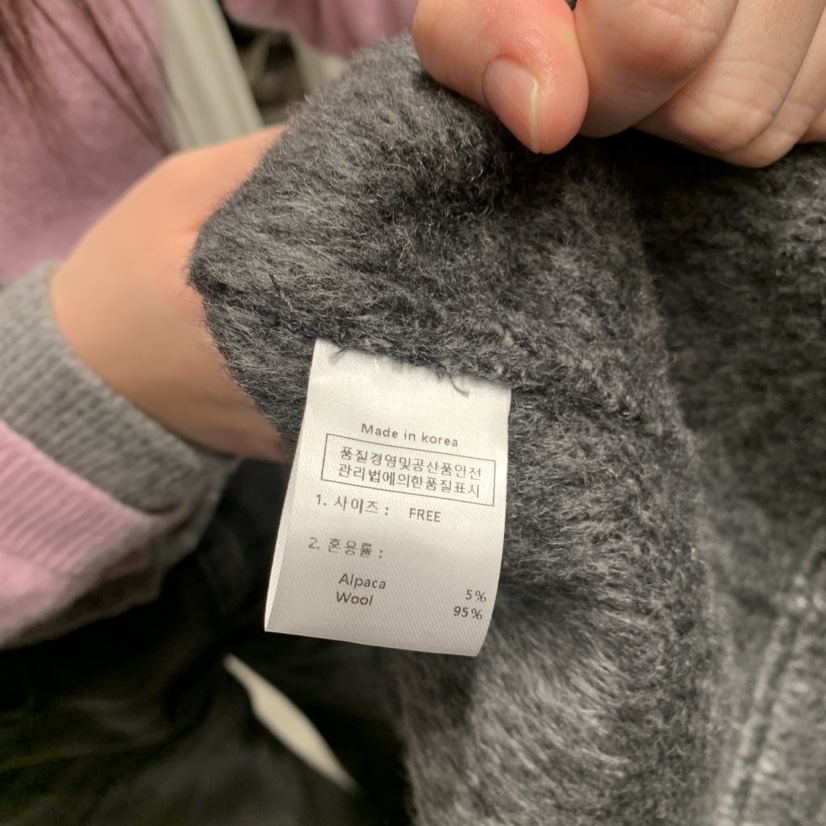 Made in korea
품질경영및공산품안전
관리법에의한품질표시
1. 사이즈 : FREE
2. 혼용률 :
Alpaca 5%
Wool 95%